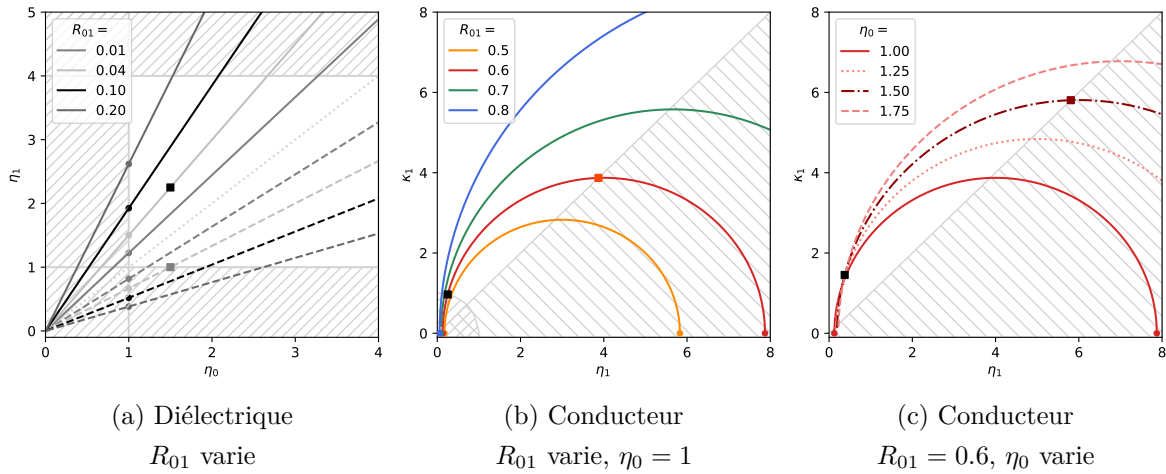 5
4
3
2
1
0
η₁
R₀₁ =
0.01
0.04
0.10
0.20
0 1 2 3 4
η₀
8
6
4
2
0
κ₁
R₀₁ =
0.5
0.6
0.7
0.8
0 2 4 6 8
η₁
8
6
4
2
0
κ₁
η₀ =
1.00
1.25
1.50
1.75
0 2 4 6 8
η₁
(a) Diélectrique
R₀₁ varie
(b) Conducteur
R₀₁ varie, η₀ = 1
(c) Conducteur
R₀₁ = 0.6, η₀ varie